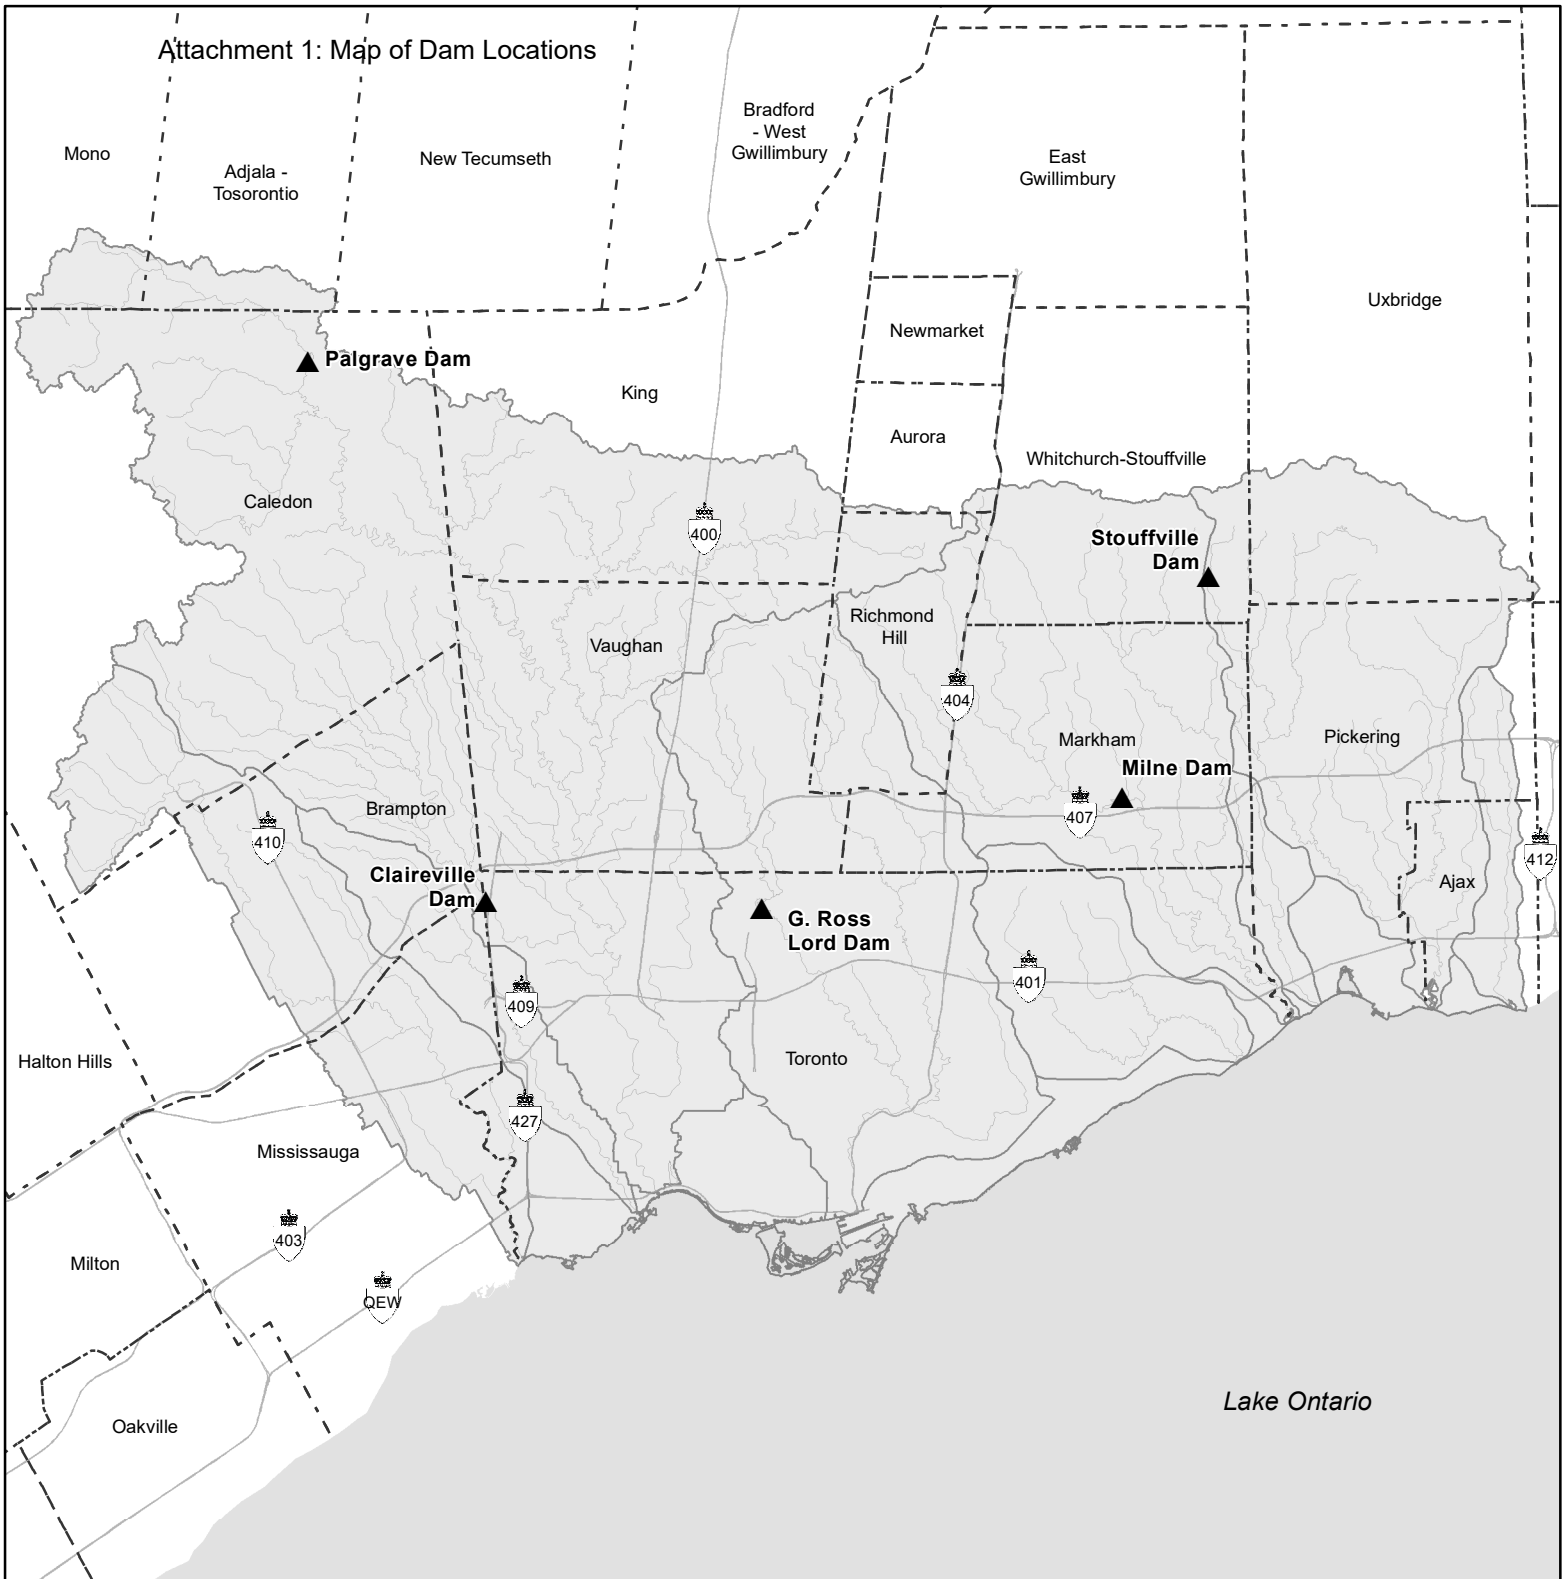 Attachment 1: Map of Dam Locations
Bradford
- West
Gwillimbury
Mono
New Tecumseth
East
Gwillimbury
Adjala -
Tosorontio
Uxbridge
Newmarket
Palgrave Dam
King
Aurora
Whitchurch-Stouffville
Caledon
400
Stouffville
Dam
Richmond
Hill
Vaughan
404
Markham
Pickering
Milne Dam
Brampton
407
410
412
Claireville
Dam
Ajax
G. Ross
Lord Dam
401
409
Toronto
Halton Hills
427
Mississauga
403
Milton
QEW
Lake Ontario
Oakville